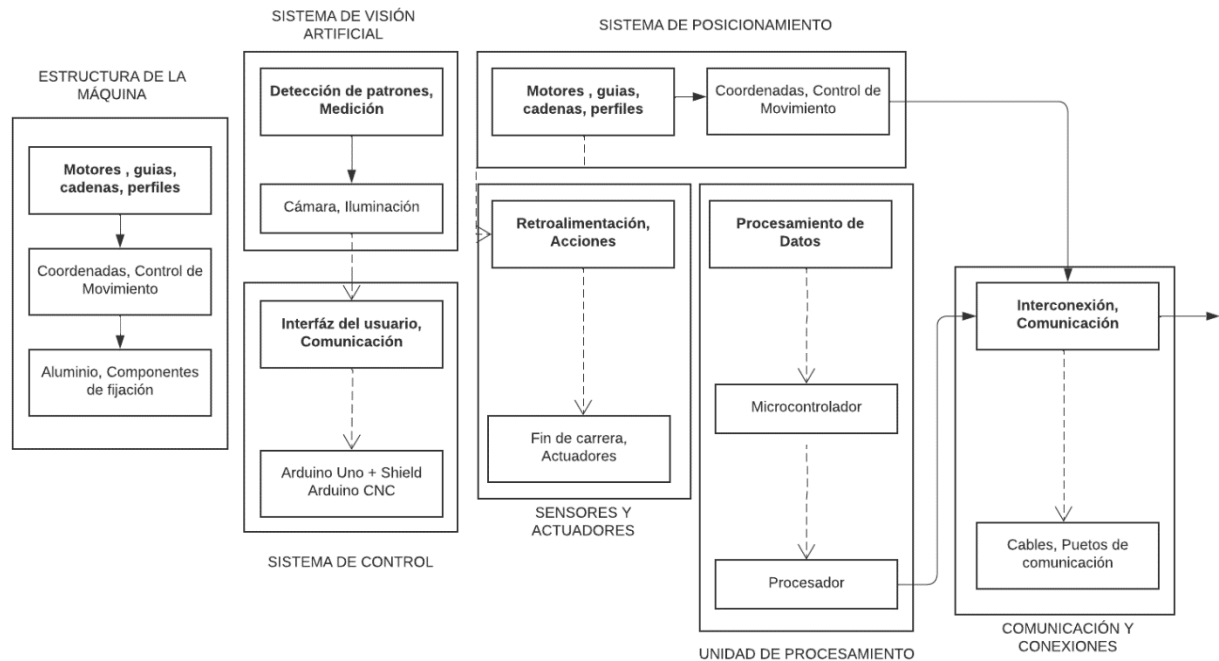 ESTRUCTURA DE LA
MÁQUINA
Motores , guias,
cadenas, perfiles
Coordenadas, Control de
Movimiento
Aluminio, Componentes
de fijación
SISTEMA DE VISIÓN
ARTIFICIAL
Detección de patrones,
Medición
Cámara, Iluminación
Interfáz del usuario,
Comunicación
Arduino Uno + Shield
Arduino CNC
SISTEMA DE CONTROL
SISTEMA DE POSICIONAMIENTO
Motores , guias,
cadenas, perfiles
Coordenadas, Control de
Movimiento
Retroalimentación,
Acciones
Fin de carrera,
Actuadores
SENSORES Y
ACTUADORES
Procesamiento de
Datos
Microcontrolador
Procesador
UNIDAD DE PROCESAMIENTO
Interconexión,
Comunicación
Cables, Puetos de
comunicación
COMUNICACIÓN Y
CONEXIONES